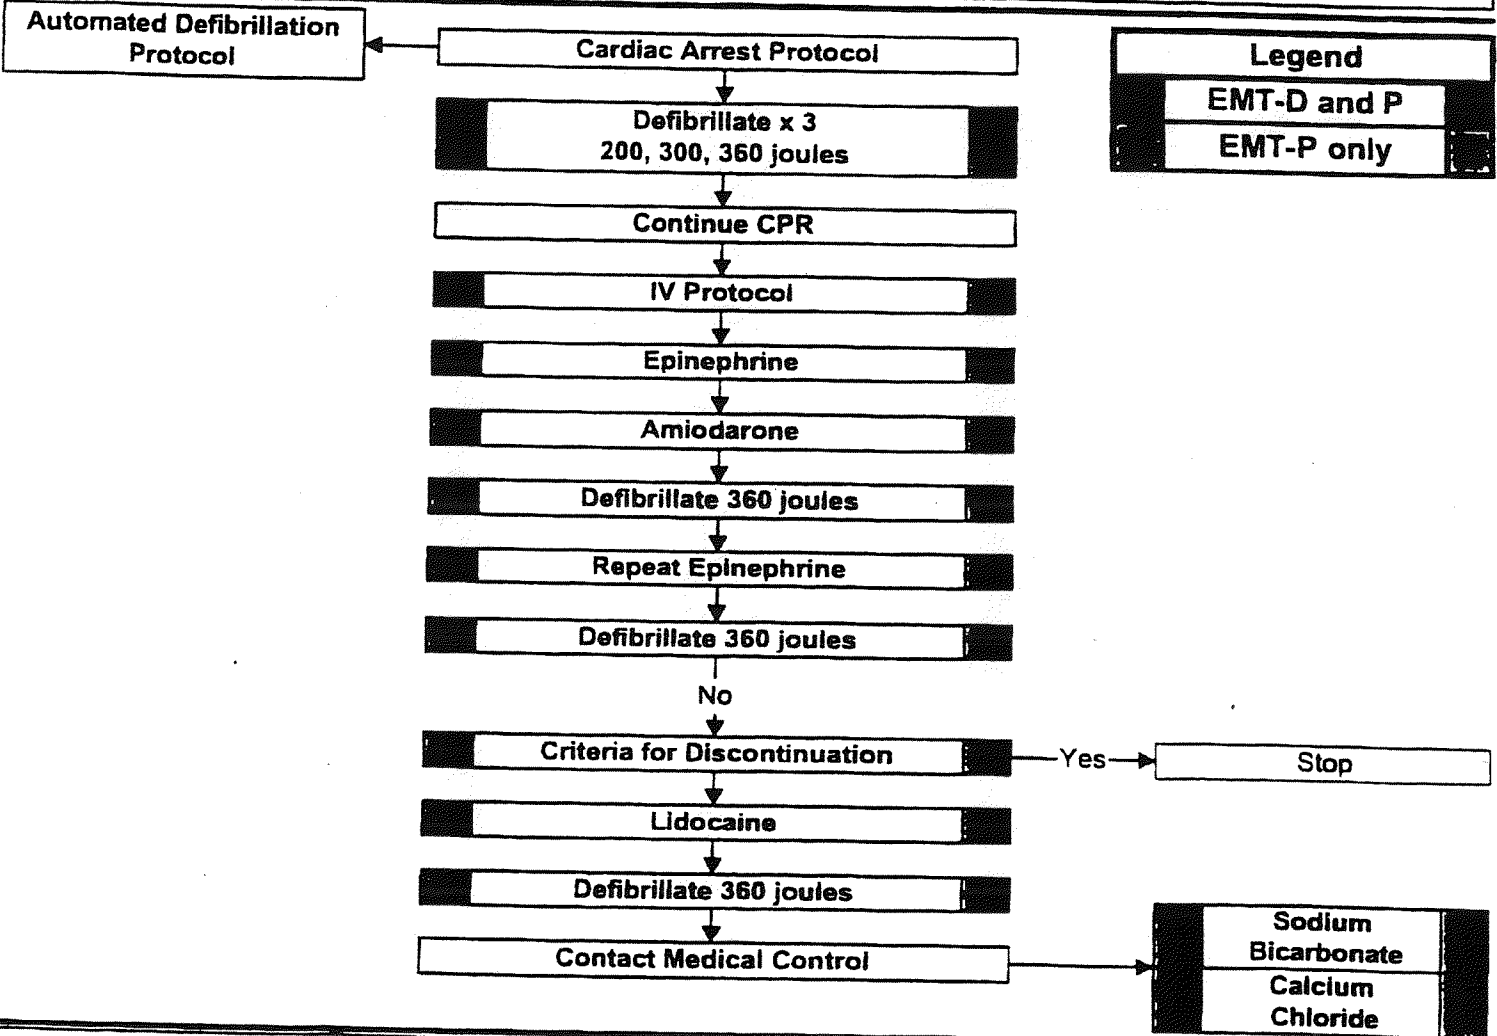 Automated Defibrillation
Protocol
Cardiac Arrest Protocol
Legend
EMT-D and P
EMT-P only
Defibrillate x 3
200, 300, 360 joules
Continue CPR
IV Protocol
Epinephrine
Amiodarone
Defibrillate 360 joules
Repeat Epinephrine
Defibrillate 360 joules
No
Criteria for Discontinuation
Yes
Stop
Lidocaine
Defibrillate 360 joules
Contact Medical Control
Sodium
Bicarbonate
Calcium
Chloride